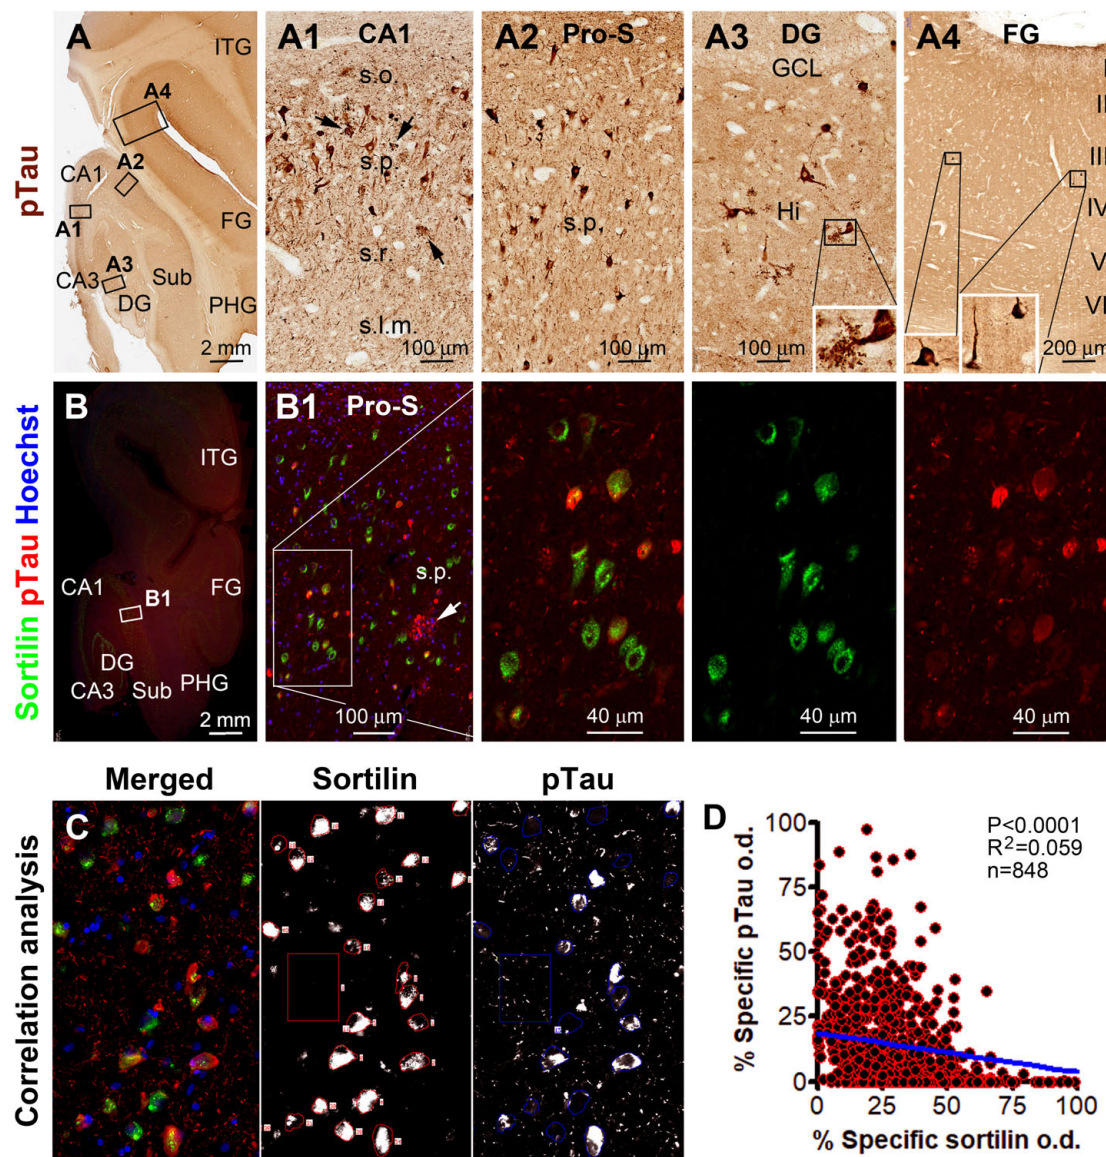 pTau
A
ITG
A4
A2
CA1
A1
A3
CA3
DG
Sub
FG
PHG
2 mm
A1 CA1
s.o.
s.p.
s.r.
s.l.m.
100 µm
A2 Pro-S
s.p.
100 µm
A3 DG
GCL
Hi
100 µm
A4 FG
II
III
IV
V
VI
200 µm
Sortilin pTau Hoechst
B
ITG
CA1
FG
B1
DG
CA3 Sub PHG
2 mm
B1 Pro-S
s.p.
100 µm
40 µm
40 µm
40 µm
Correlation analysis
Merged
Sortilin
pTau
C
D
P<0.0001
R²=0.059
n=848
% Specific pTau o.d.
100
75
50
25
0
0 25 50 75 100
% Specific sortilin o.d.